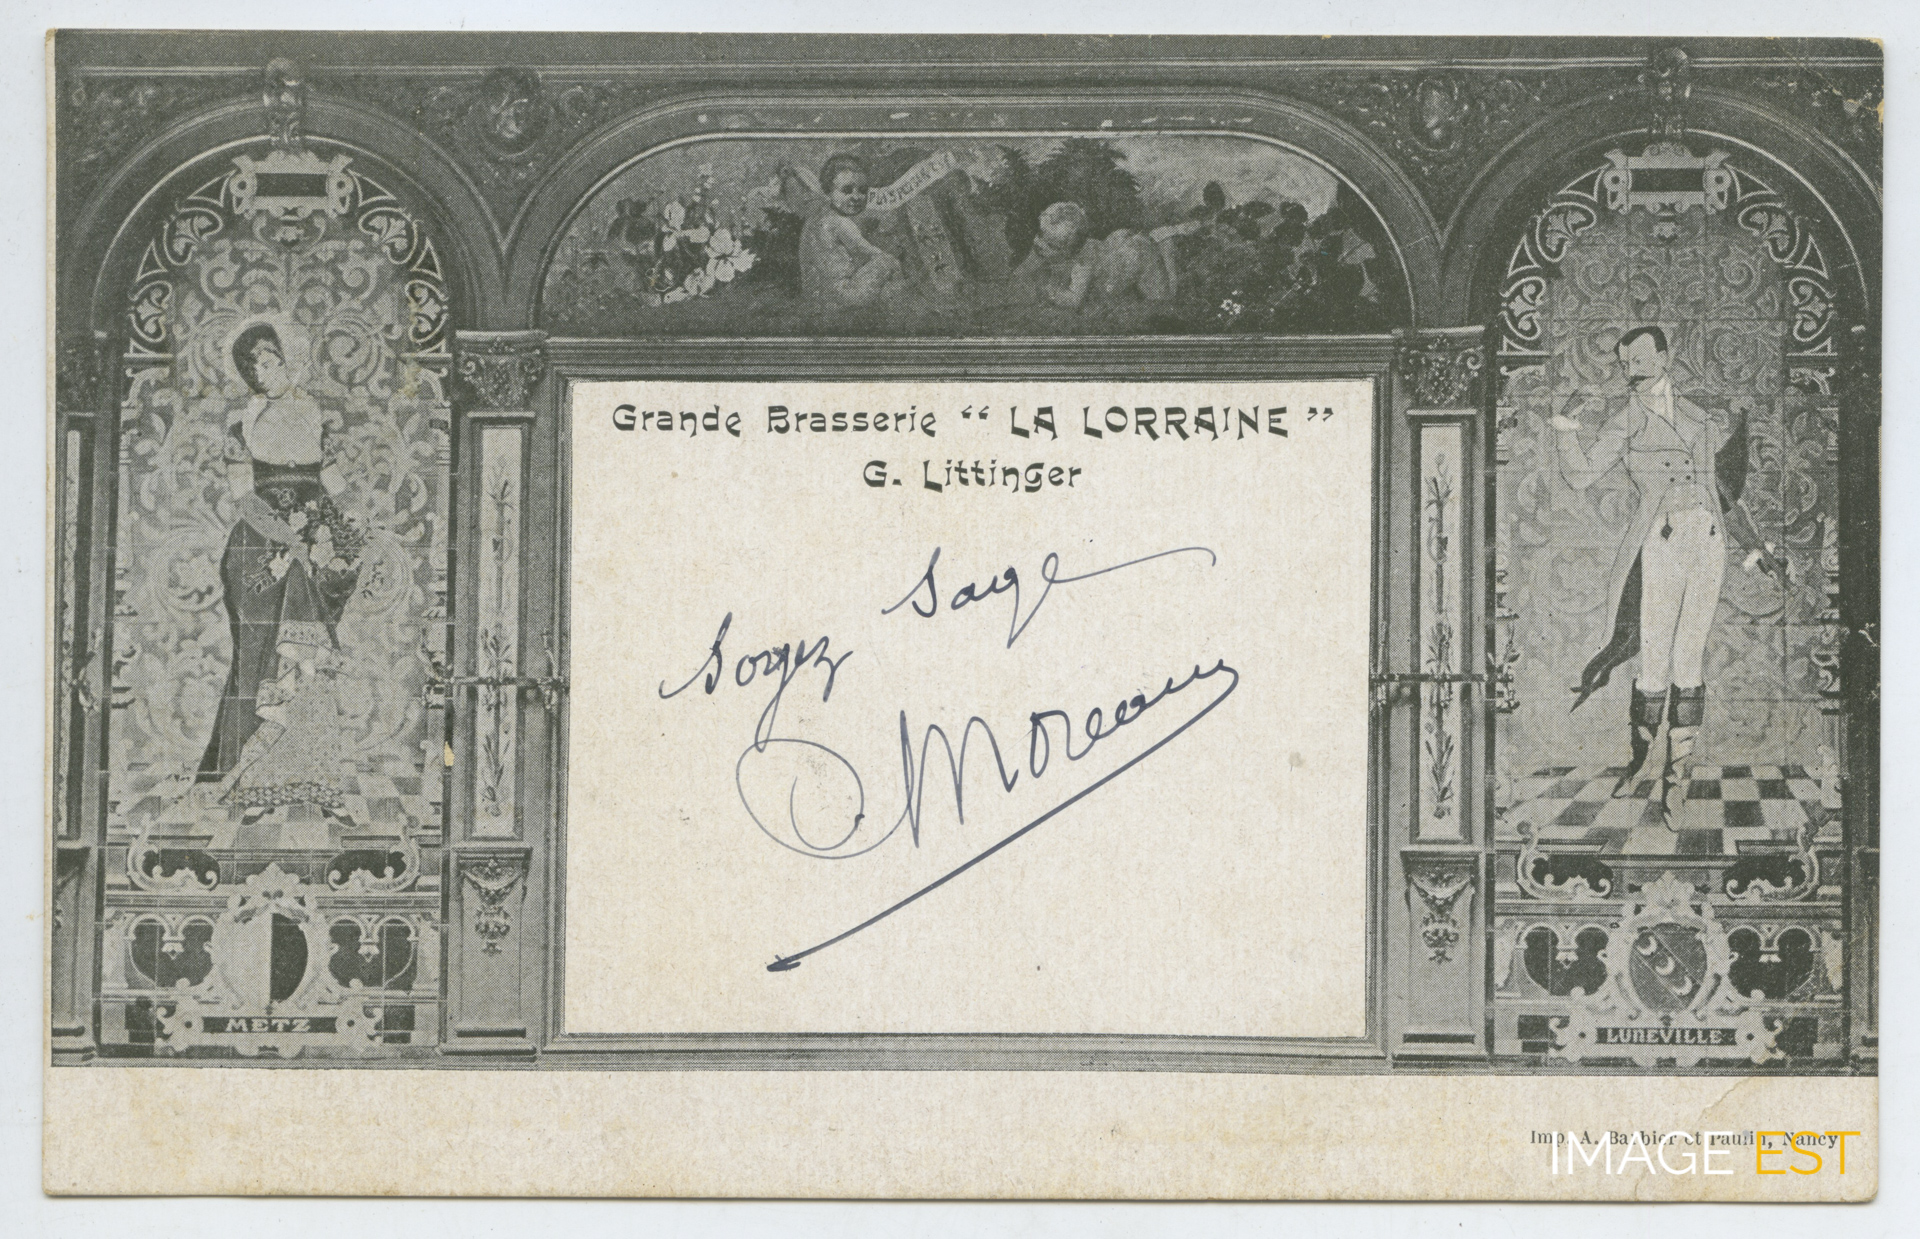 Grande Brasserie “ LA LORRAINE ”
G. Littinger
Soyez Sage
Moreau
METZ
LUNEVILLE
Imp. A. Barbier et Paulin, Nancy
IMAGE EST